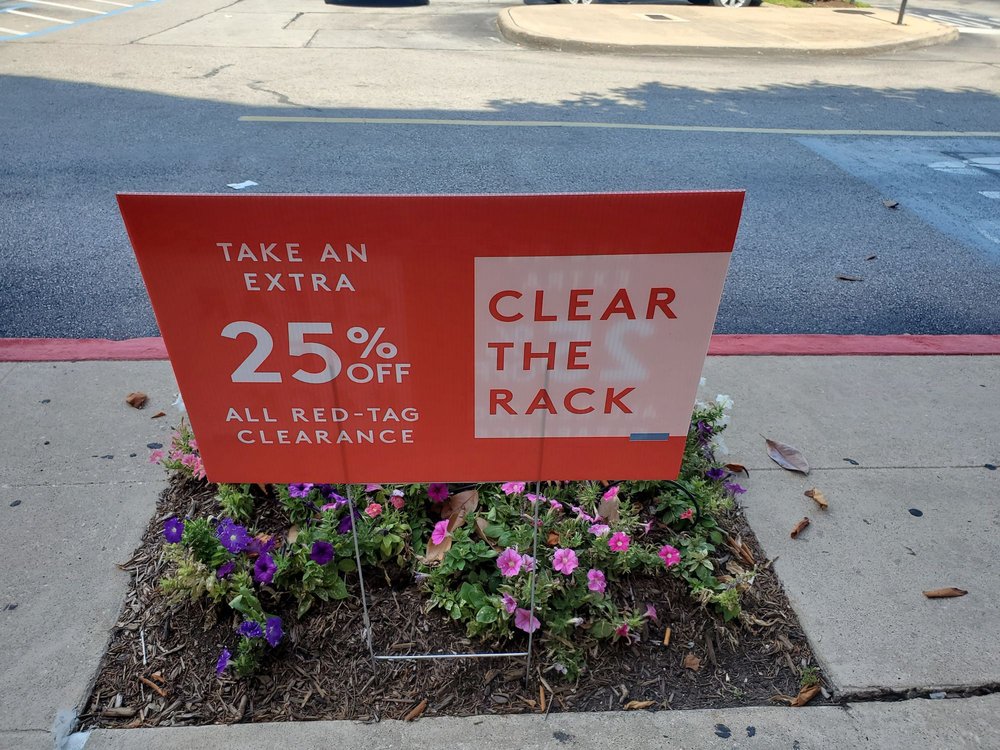 TAKE AN
EXTRA
25% OFF
ALL RED-TAG
CLEARANCE
CLEAR
THE
RACK